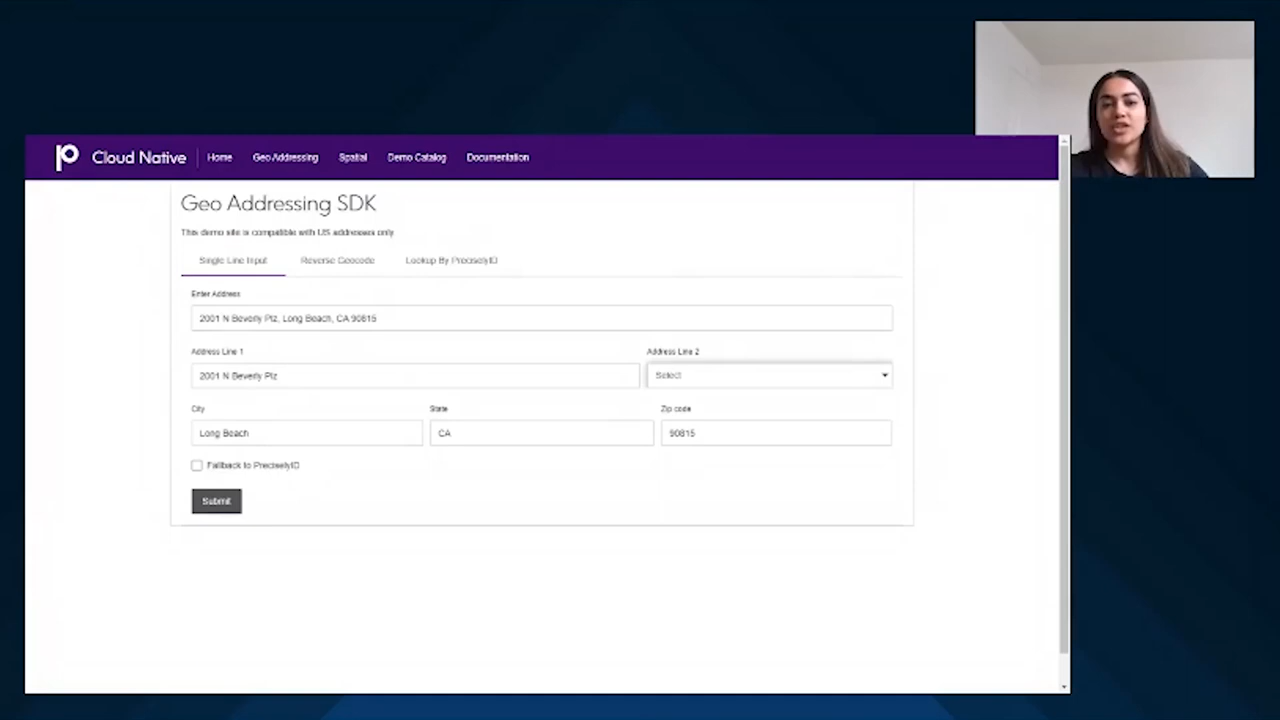 Cloud Native
Home
Geo Addressing
Spatial
Demo Catalog
Documentation
Geo Addressing SDK
This demo site is compatible with US addresses only
Single Line Input
Reverse Geocode
Lookup By PreciselyID
Enter Address
2001 N Beverly Plz, Long Beach, CA 90815
Address Line 1
Address Line 2
2001 N Beverly Plz
Select
City
State
Zip code
Long Beach
CA
90815
Fallback to PreciselyID
Submit